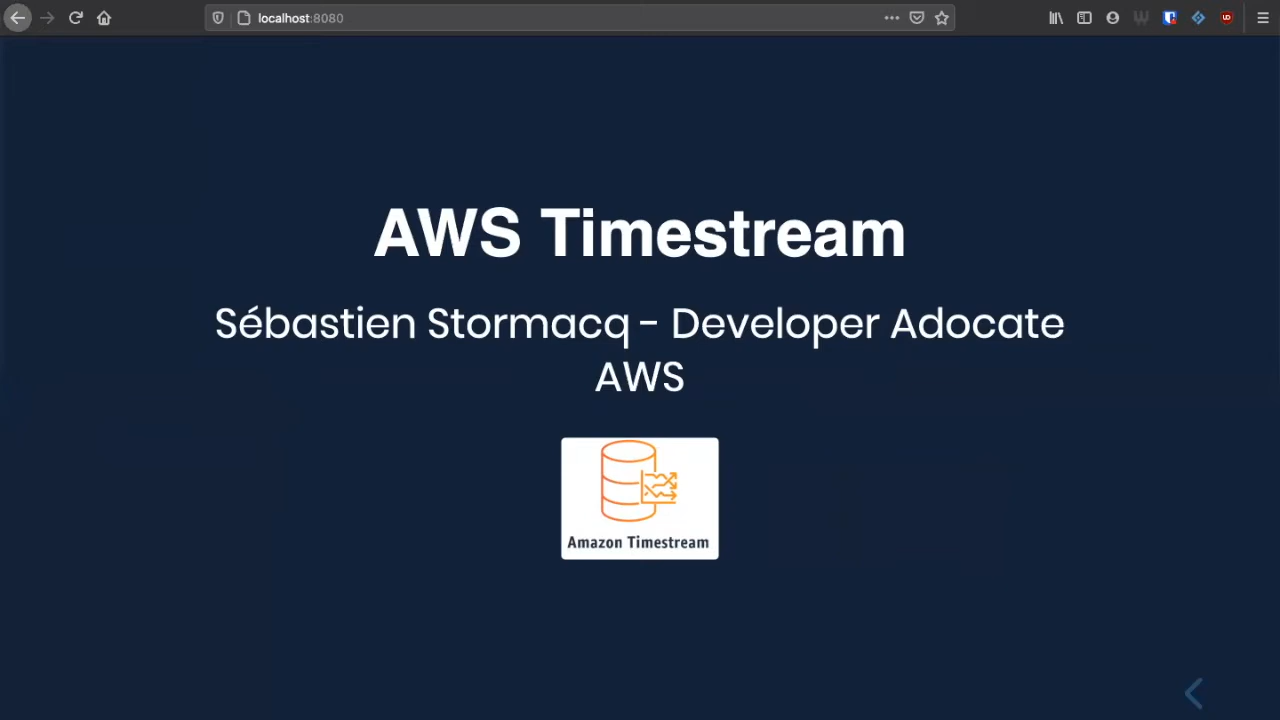 localhost:8080
AWS Timestream
Sébastien Stormacq - Developer Adocate
AWS
Amazon Timestream